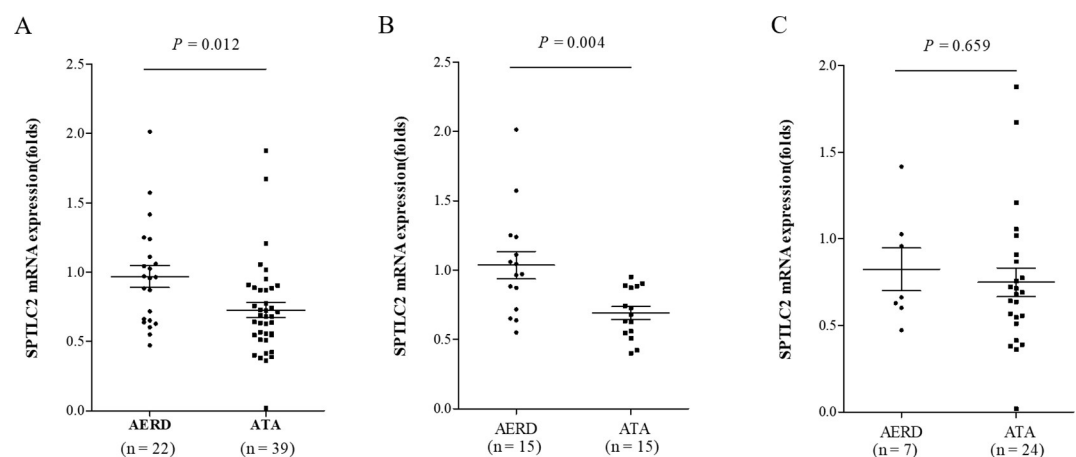 A
P = 0.012
SPTLC2 mRNA expression(folds)
2.5
2.0
1.5
1.0
0.5
0.0
AERD
(n = 22)
ATA
(n = 39)
B
P = 0.004
SPTLC2 mRNA expression(folds)
2.5
2.0
1.5
1.0
0.5
0.0
AERD
(n = 15)
ATA
(n = 15)
C
P = 0.659
SPTLC2 mRNA expression(folds)
2.0
1.5
1.0
0.5
0.0
AERD
(n = 7)
ATA
(n = 24)